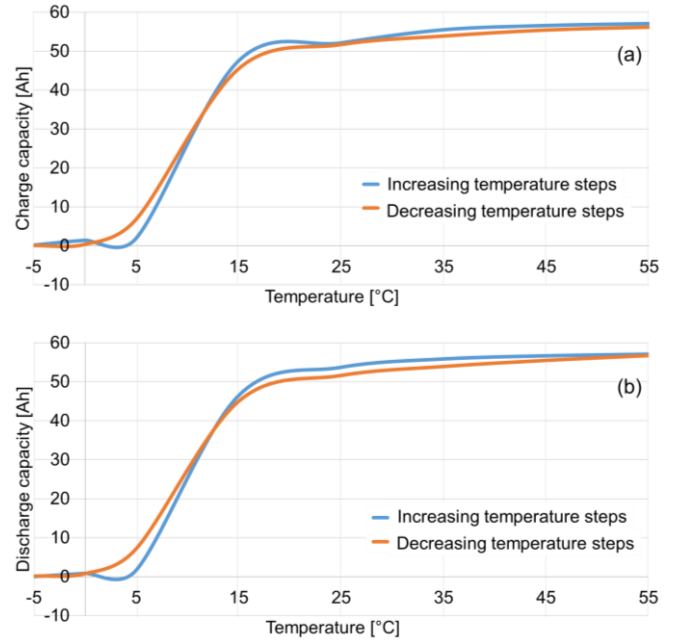 60
50
40
30
20
10
0
-10
Charge capacity [Ah]
(a)
Increasing temperature steps
Decreasing temperature steps
-5 5 15 25 35 45 55
Temperature [°C]
60
50
40
30
20
10
0
-10
Discharge capacity [Ah]
(b)
Increasing temperature steps
Decreasing temperature steps
-5 5 15 25 35 45 55
Temperature [°C]